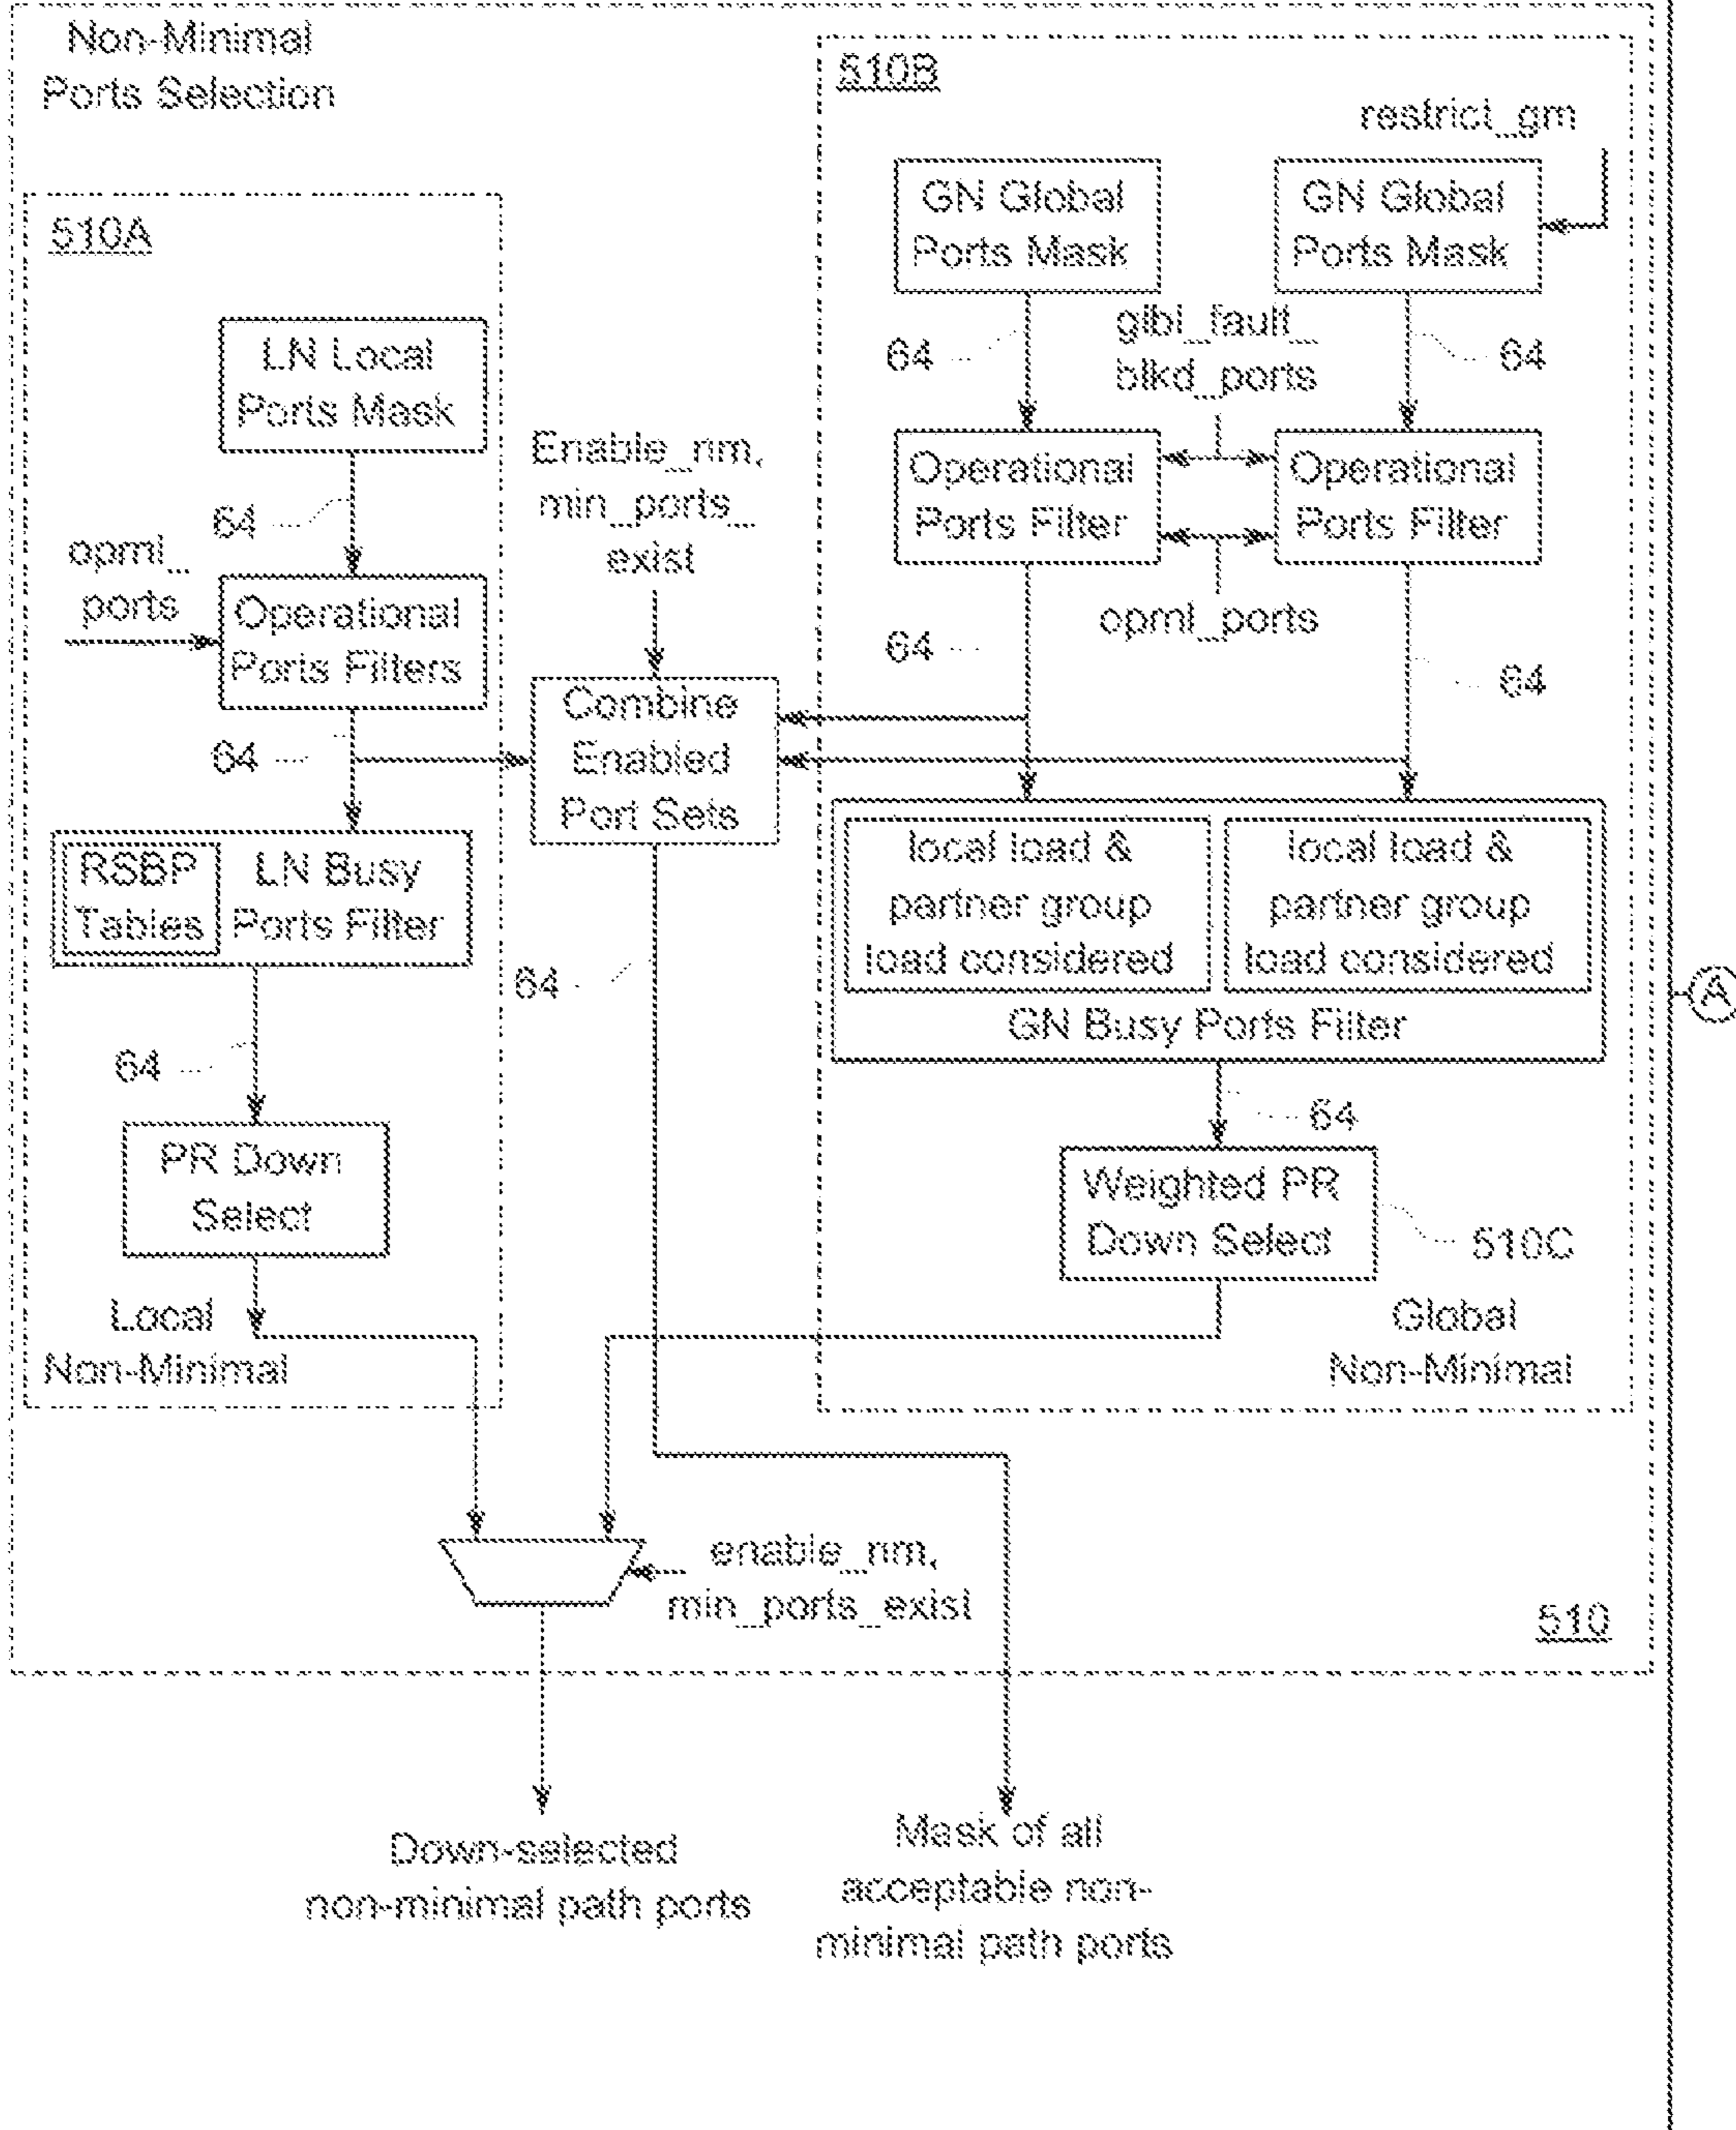 Non-Minimal
Ports Selection
510B
restrict_gm
GN Global
Ports Mask
GN Global
Ports Mask
510A
LN Local
Ports Mask
64
glbl_fault_
blkd_ports
64
Enable_nm,
min_ports_
exist
Operational
Ports Filter
Operational
Ports Filter
64
opml_
ports
Operational
Ports Filters
opml_ports
64
64
Combine
Enabled
Port Sets
64
RSBP
Tables
LN Busy
Ports Filter
local load &
partner group
load considered
local load &
partner group
load considered
GN Busy Ports Filter
64
A
64
64
PR Down
Select
Weighted PR
Down Select
510C
Local
Non-Minimal
Global
Non-Minimal
enable_nm,
min_ports_exist
510
Down-selected
non-minimal path ports
Mask of all
acceptable non-
minimal path ports